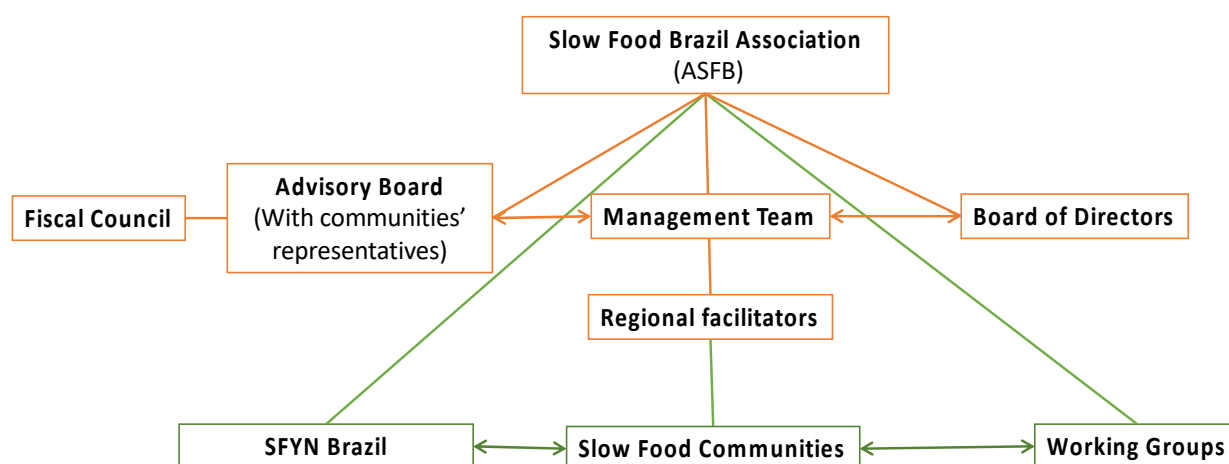 Slow Food Brazil Association
(ASFB)
Advisory Board
(With communities’
representatives)
Fiscal Council
Management Team
Board of Directors
Regional facilitators
SFYN Brazil
Slow Food Communities
Working Groups